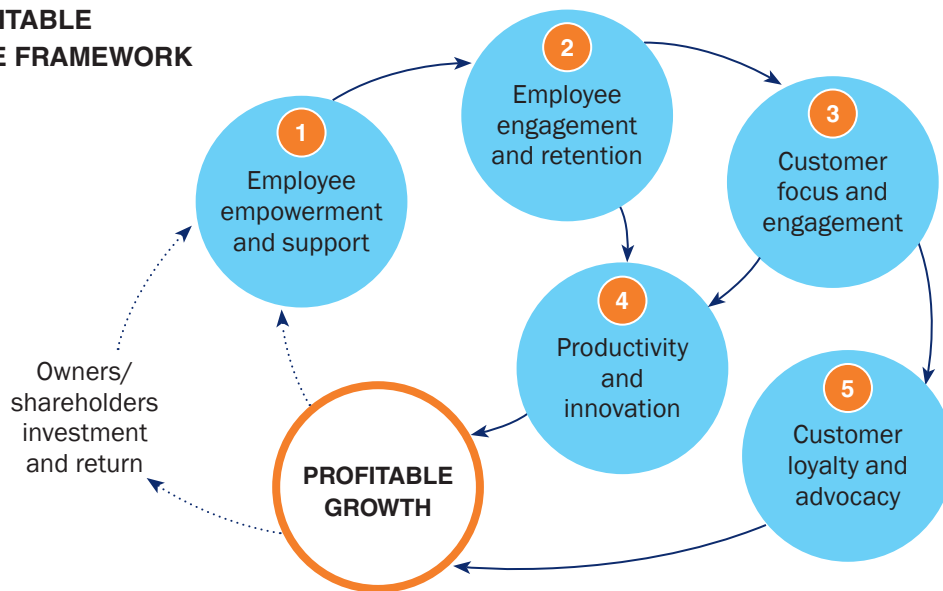 ITABLE
E FRAMEWORK
1
Employee
empowerment
and support
2
Employee
engagement
and retention
3
Customer
focus and
engagement
4
Productivity
and
innovation
5
Customer
loyalty and
advocacy
PROFITABLE
GROWTH
Owners/
shareholders
investment
and return